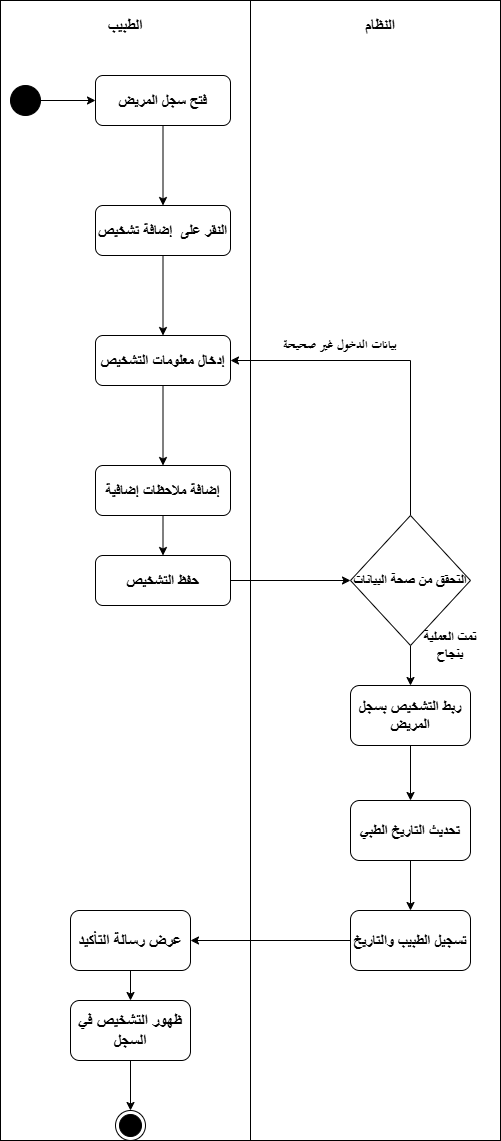 الطبيب
النظام
فتح سجل المريض
النقر على إضافة تشخيص
إدخال معلومات التشخيص
بيانات الدخول غير صحيحة
إضافة ملاحظات إضافية
حفظ التشخيص
التحقق من صحة البيانات
تمت العملية
بنجاح
ربط التشخيص بسجل
المريض
تحديث التاريخ الطبي
تسجيل الطبيب والتاريخ
عرض رسالة التأكيد
ظهور التشخيص في
السجل